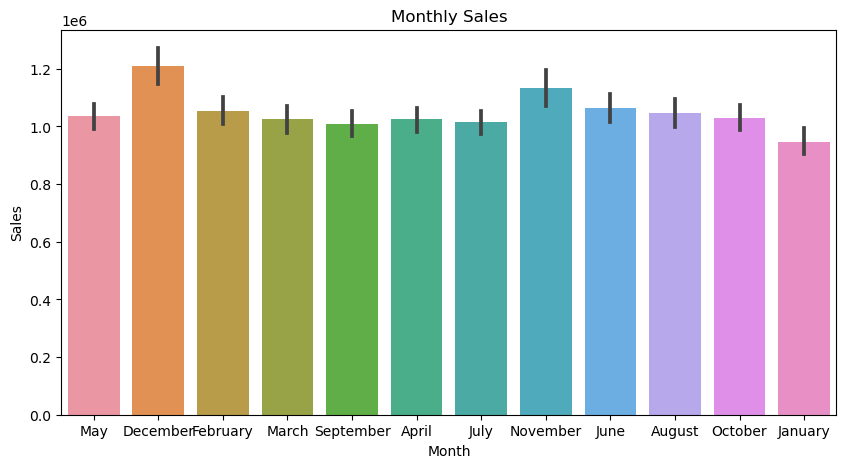 Monthly Sales
1e6
1.2
1.0
0.8
0.6
0.4
0.2
0.0
Sales
May December February March September April July November June August October January
Month